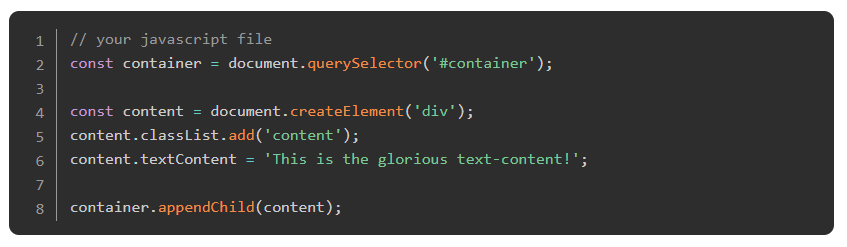 1 // your javascript file
2 const container = document.querySelector('#container');
3
4 const content = document.createElement('div');
5 content.classList.add('content');
6 content.textContent = 'This is the glorious text-content!';
7
8 container.appendChild(content);